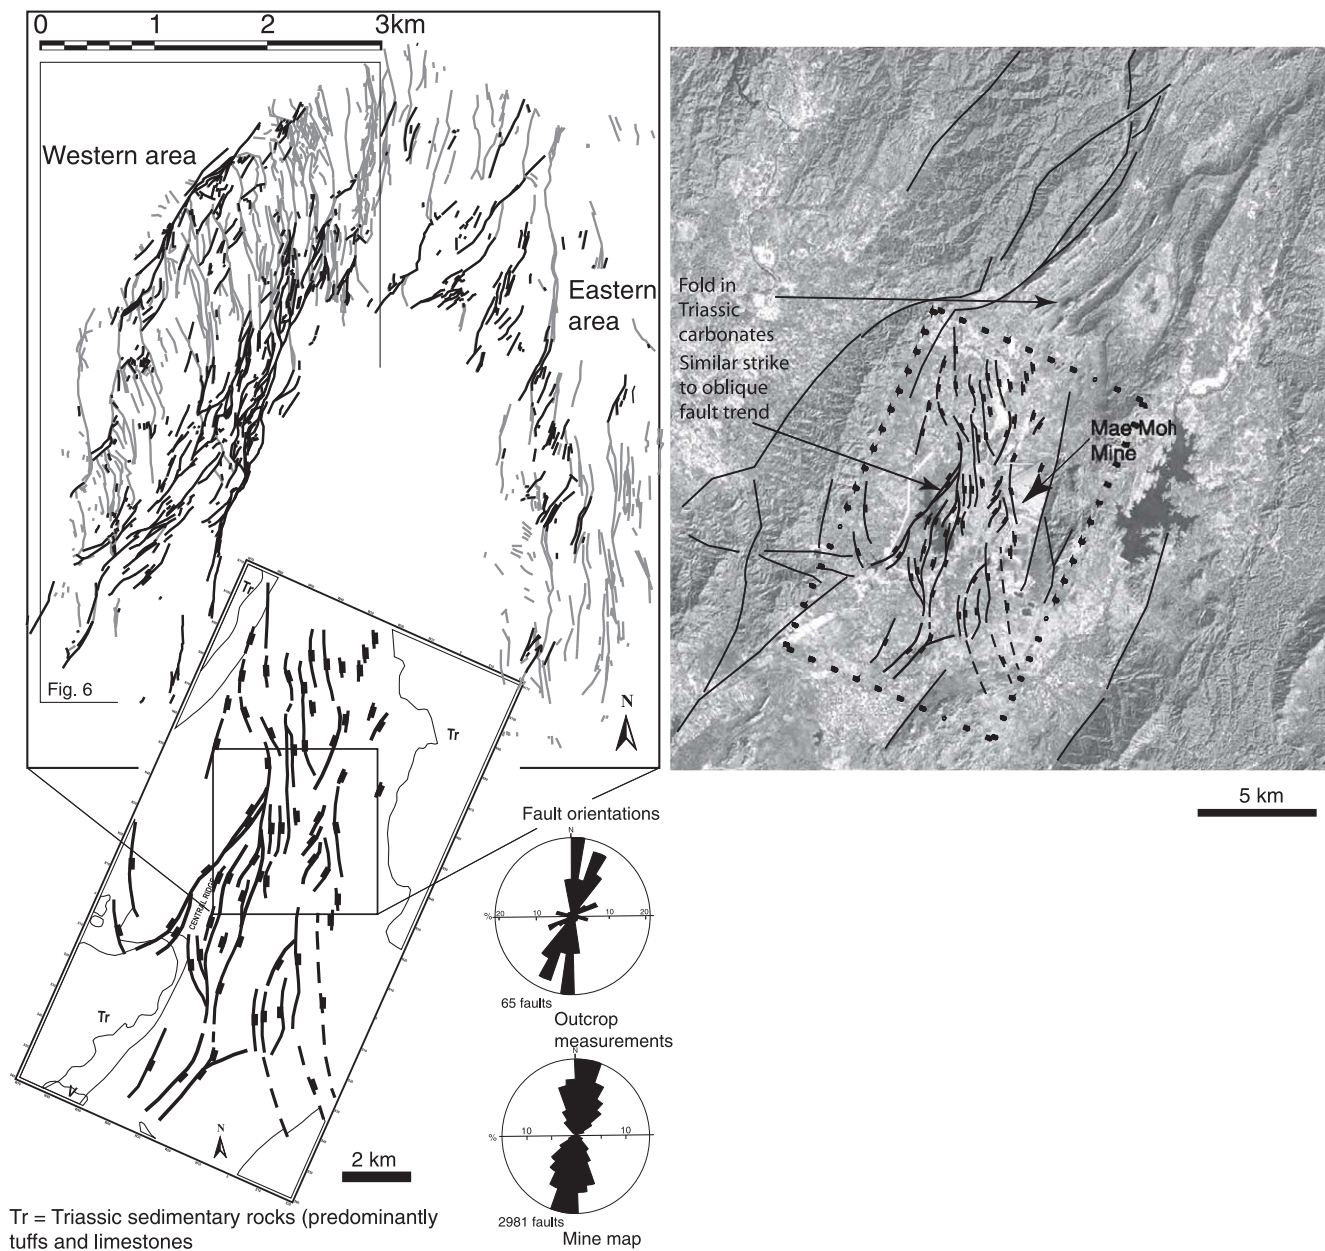 0 1 2 3km
Western area
Eastern
area
Fig. 6
N
Fold in
Triassic
carbonates
Similar strike
to oblique
fault trend
Mae Moh
Mine
5 km
Tr
Tr
CENTRAL RIDGE
Tr
V
N
2 km
Fault orientations
N
% 20 10 10 20
65 faults
Outcrop
measurements
N
% 10 10
2981 faults
Mine map
Tr = Triassic sedimentary rocks (predominantly
tuffs and limestones